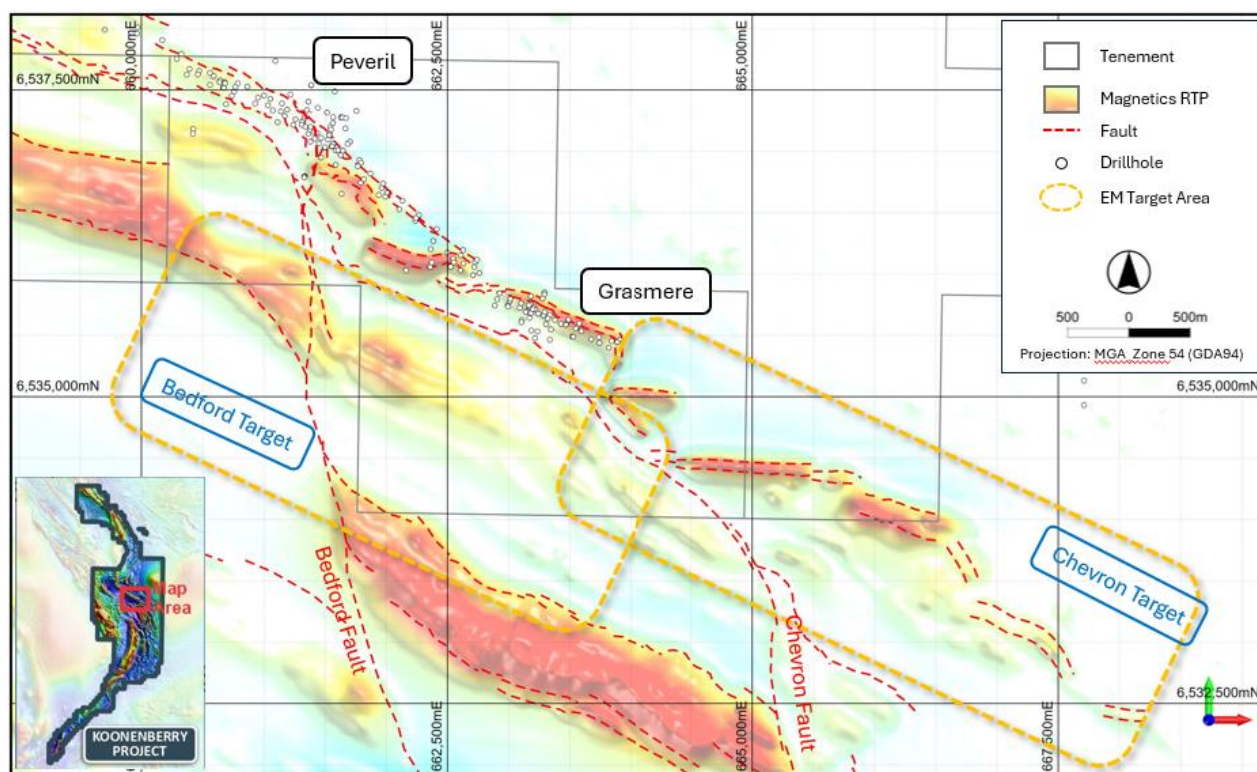 660,000mE
662,500mE
665,000mE
Peveril
6,537,500mN
Tenement
Magnetics RTP
Fault
Drillhole
EM Target Area
500
0
500m
Projection: MGA Zone 54 (GDA94)
Grasmere
6,535,000mN
6,535,000mN
Bedford Target
Chevron Target
Map
Area
Bedford Fault
Chevron Fault
6,532,500mN
KOONENBERRY
PROJECT
662,500mE
665,000mE
667,500mE